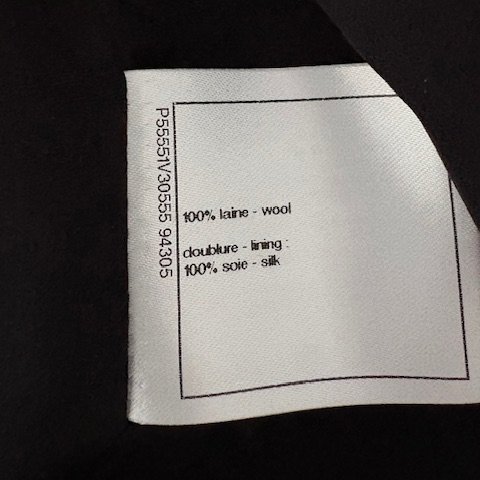 P55551V30555 94305
100% laine - wool
doublure - lining :
100% soie - silk